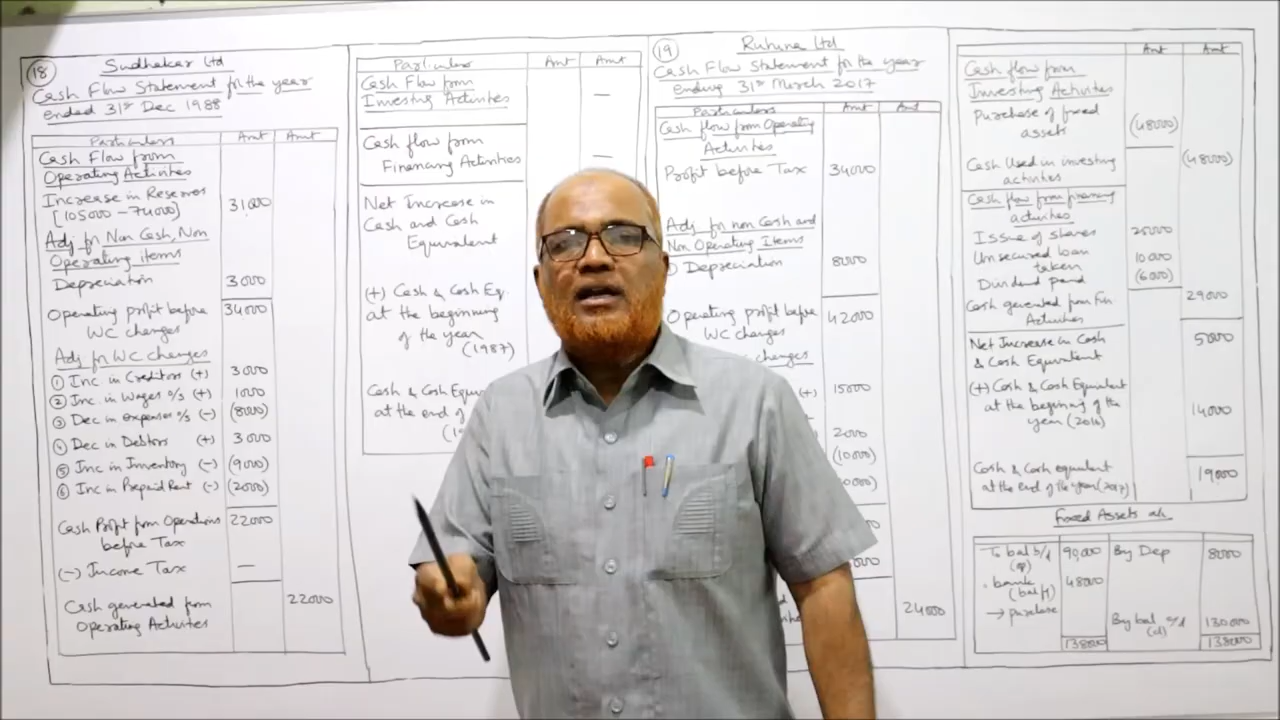 18
Sudhakar Ltd
Cash Flow Statement for the year
ended 31st Dec 1988
Particulars Amt Amt
Cash Flow from
Operating Activities
Increase in Reserves
[105000 - 74000] 31000
Adj for Non Cash, Non
Operating items
Depreciation 3000
Operating profit before 34000
WC changes
Adj for WC changes
① Inc in Creditors (+) 3000
② Inc in Wages o/s (+) 1000
③ Dec in expenses o/s (-) (8000)
④ Dec in Debtors (+) 3000
⑤ Inc in Inventory (-) (9000)
⑥ Inc in Prepaid Rent (-) (2000)
Cash Profit from Operations 22000
before Tax
(-) Income Tax —
Cash generated from 22000
Operating Activities
Particulars Amt Amt
Cash Flow from
Investing Activities —
Cash flow from
Financing Activities —
Net Increase in
Cash and Cash
Equivalent
(+) Cash & Cash Eq.
at the beginning
of the year
(1987)
Cash & Cash
at the end of
19
Ruhina Ltd
Cash Flow Statement for the year
ending 31st March 2017
Particulars Amt Amt
Cash flow from Operating
Activities
Profit before Tax 34000
Adj for non Cash and
Non Operating Items
1) Depreciation 8000
Operating profit before 42000
WC changes
changes
(+) 15000
2000
(10000)
24000
Amt Amt
Cash flow from
Investing Activities
Purchase of fixed
assets (48000)
Cash Used in investing (48000)
activities
Cash flow from financing
activities
Issue of shares 25000
Unsecured loan 10000
taken
Dividend paid (6000)
Cash generated from Fin. 29000
Activities
Net Increase in Cash 5000
& Cash Equivalent
(+) Cash & Cash Equivalent
at the beginning of the 14000
year (2016)
Cash & Cash equivalent
at the end of the year (2017) 19000
Fixed Assets a/c
To bal b/d 90000 By Dep 8000
(op)
bank 48000
(bal f)
→ purchase
By bal c/d 130000
(cl)
138000 138000